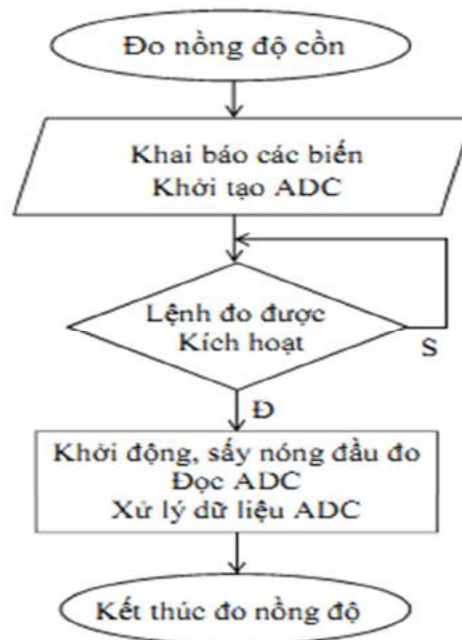 Đo nồng độ cồn
Khai báo các biến
Khởi tạo ADC
Lệnh đo được
Kích hoạt
S
Đ
Khởi động, sấy nóng đầu đo
Đọc ADC
Xử lý dữ liệu ADC
Kết thúc đo nồng độ